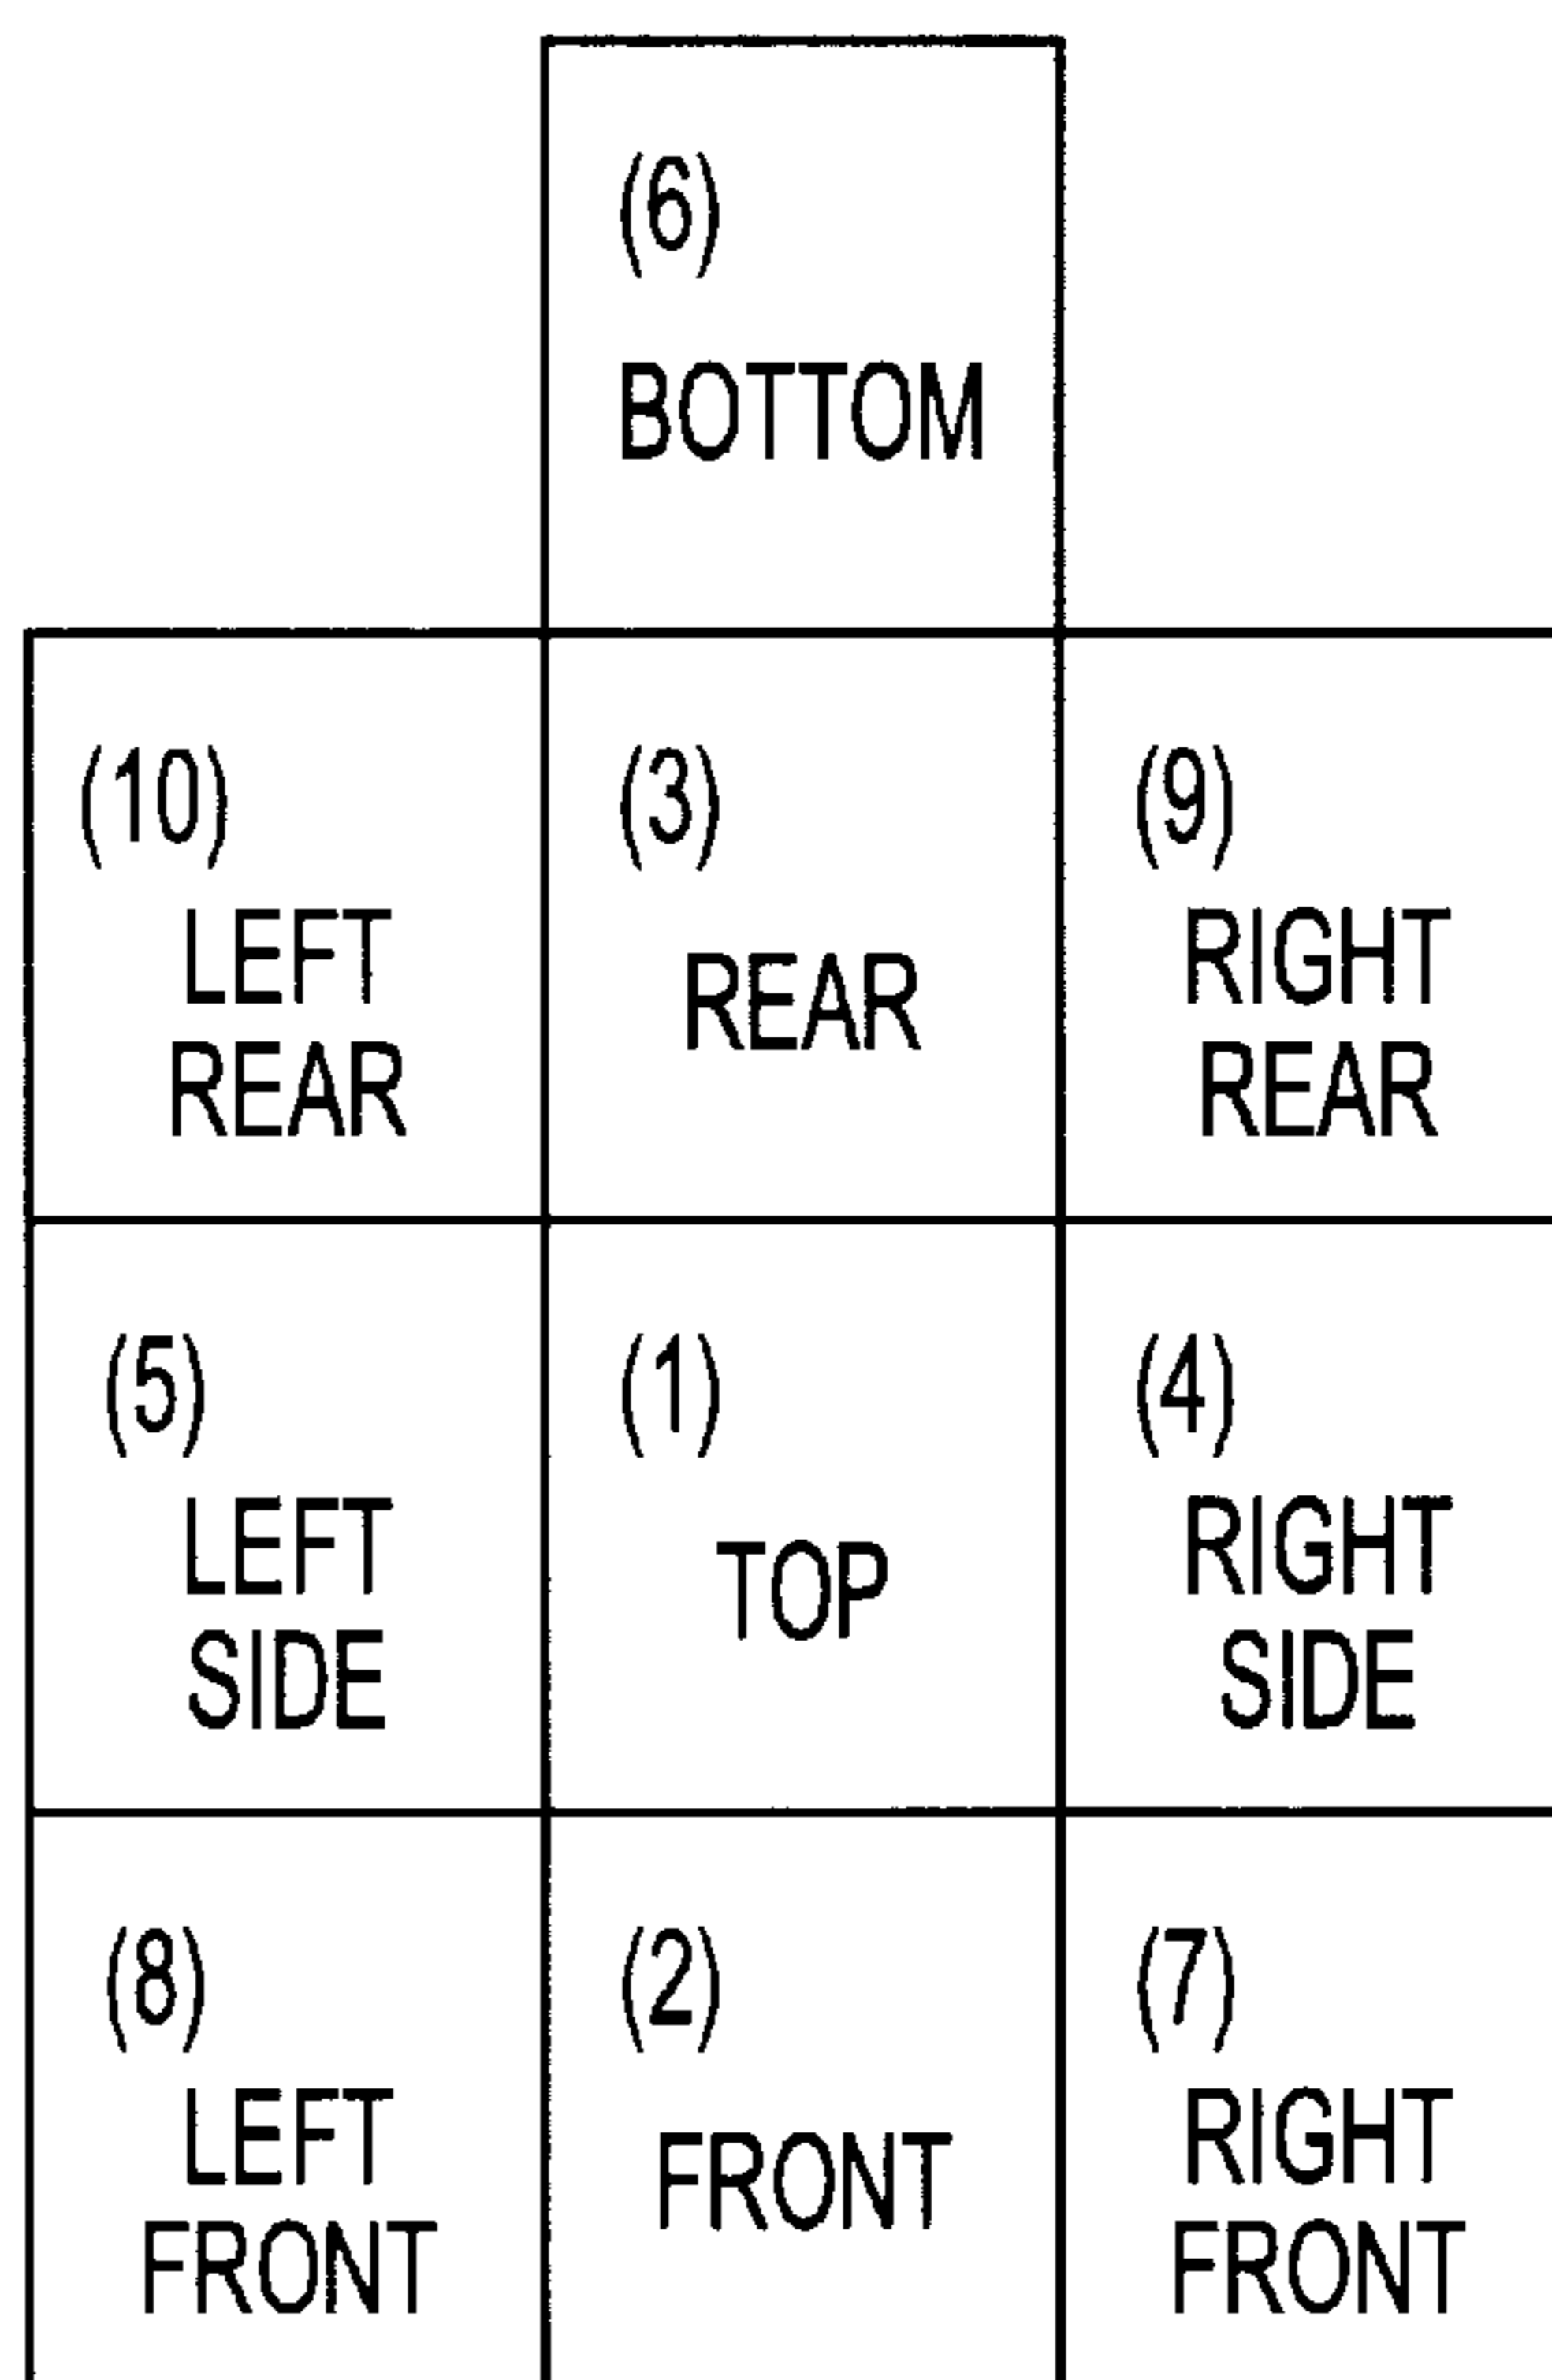 (6)
BOTTOM
(10)
LEFT
REAR
(3)
REAR
(9)
RIGHT
REAR
(5)
LEFT
SIDE
(1)
TOP
(4)
RIGHT
SIDE
(8)
LEFT
FRONT
(2)
FRONT
(7)
RIGHT
FRONT